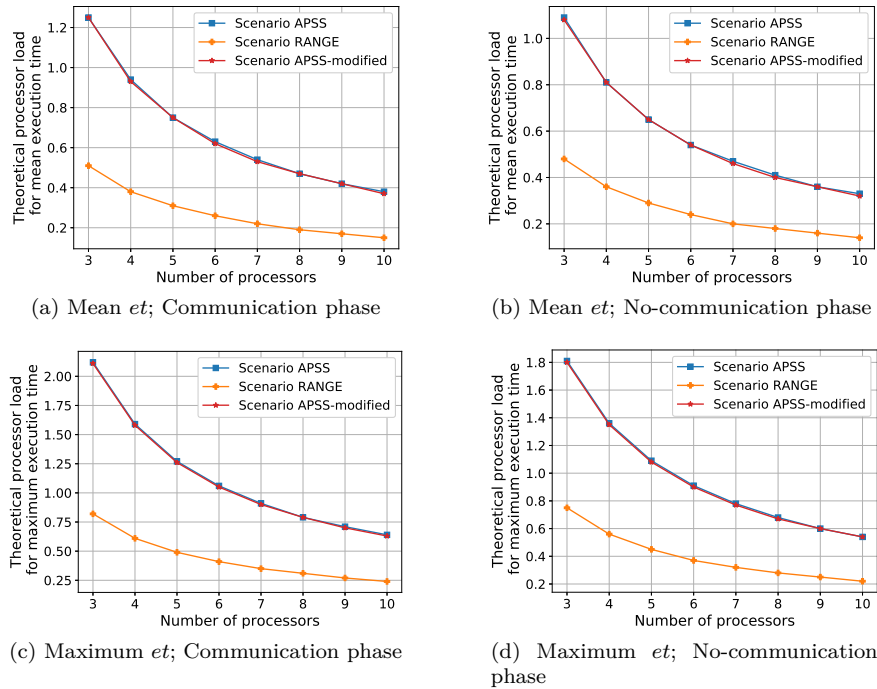 Theoretical processor load
for mean execution time
1.2
1.0
0.8
0.6
0.4
0.2
Scenario APSS
Scenario RANGE
Scenario APSS-modified
3 4 5 6 7 8 9 10
Number of processors
(a) Mean et; Communication phase
Theoretical processor load
for mean execution time
1.0
0.8
0.6
0.4
0.2
Scenario APSS
Scenario RANGE
Scenario APSS-modified
3 4 5 6 7 8 9 10
Number of processors
(b) Mean et; No-communication phase
Theoretical processor load
for maximum execution time
2.00
1.75
1.50
1.25
1.00
0.75
0.50
0.25
Scenario APSS
Scenario RANGE
Scenario APSS-modified
3 4 5 6 7 8 9 10
Number of processors
(c) Maximum et; Communication phase
Theoretical processor load
for maximum execution time
1.8
1.6
1.4
1.2
1.0
0.8
0.6
0.4
0.2
Scenario APSS
Scenario RANGE
Scenario APSS-modified
3 4 5 6 7 8 9 10
Number of processors
(d) Maximum et; No-communication
phase